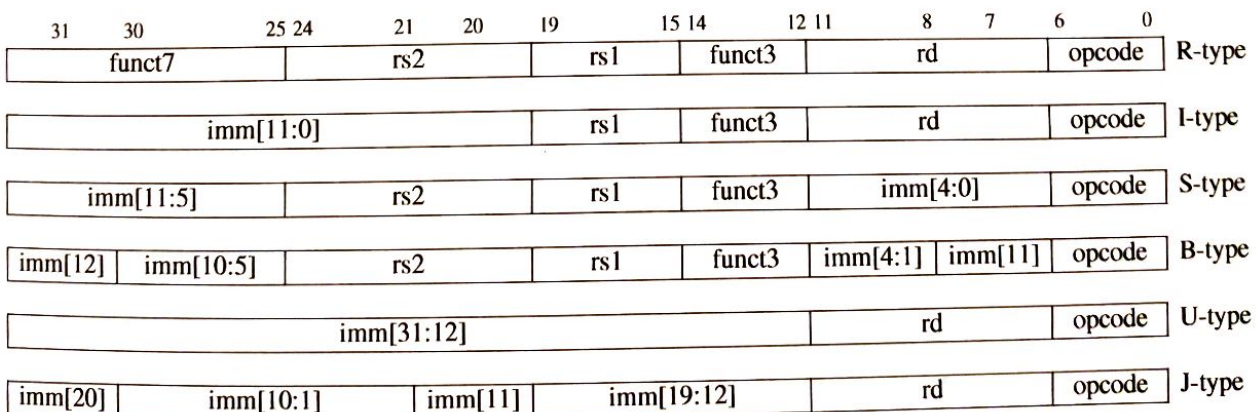 31 30 25 24 21 20 19 15 14 12 11 8 7 6 0
funct7 rs2 rs1 funct3 rd opcode R-type
imm[11:0] rs1 funct3 rd opcode I-type
imm[11:5] rs2 rs1 funct3 imm[4:0] opcode S-type
imm[12] imm[10:5] rs2 rs1 funct3 imm[4:1] imm[11] opcode B-type
imm[31:12] rd opcode U-type
imm[20] imm[10:1] imm[11] imm[19:12] rd opcode J-type